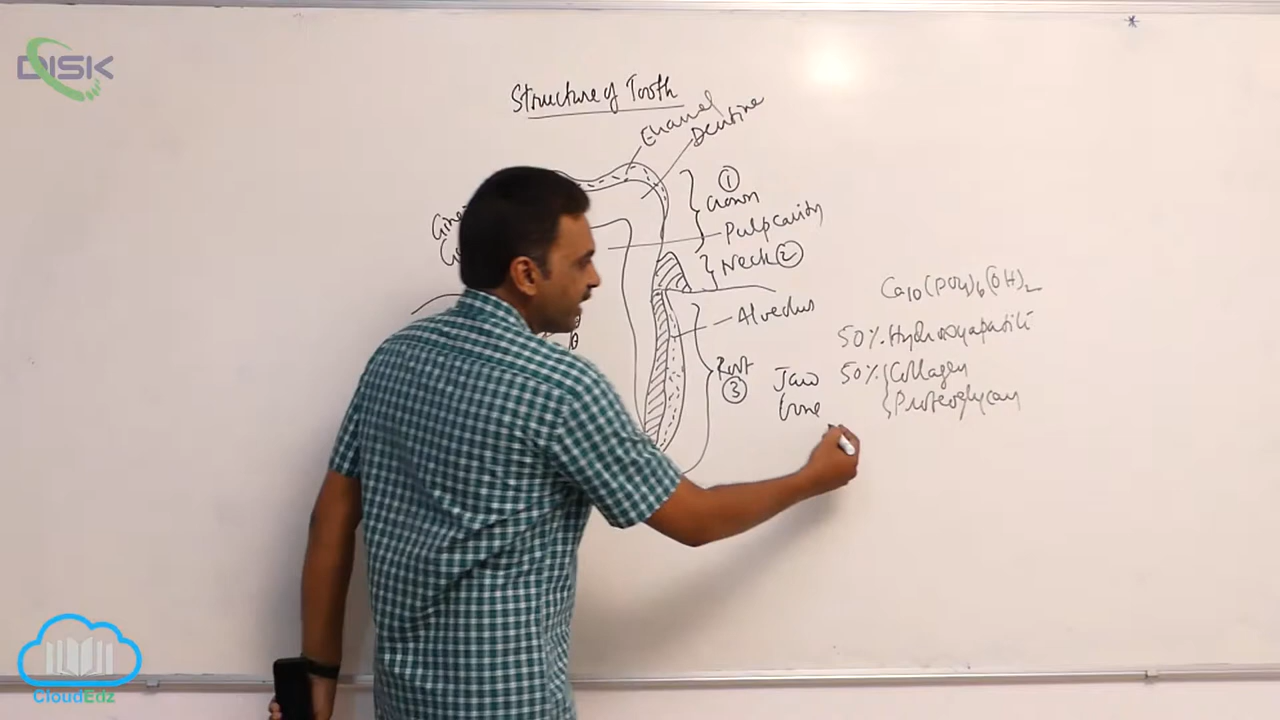 DISK
Structure of Tooth
Enamel
Dentine
①
Crown
Pulp cavity
Neck ②
Alveolus
Root
③
Jaw
bone
Ca10(PO4)6(OH)2
50% Hydroxyapatite
50% Collagen
Proteoglycan
CloudEdz